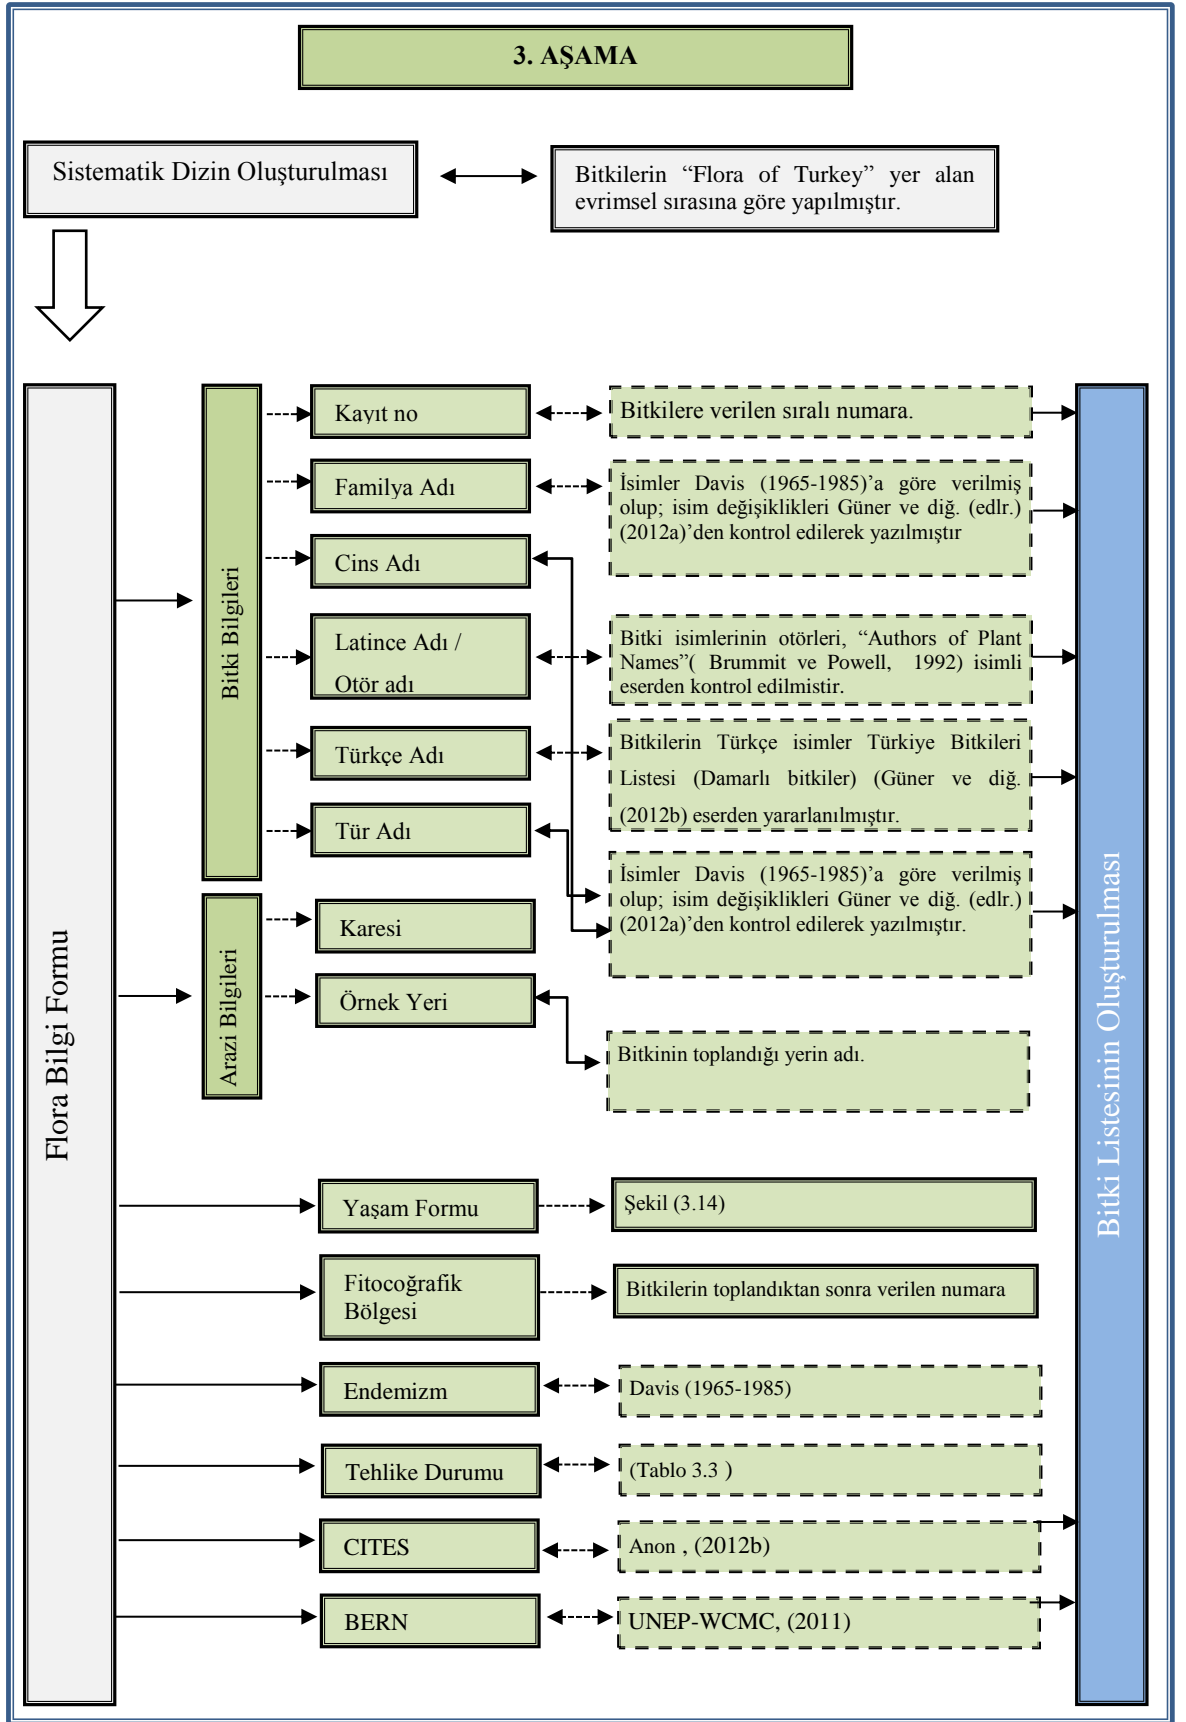 3. AŞAMA
Sistematik Dizin Oluşturulması
Bitkilerin “Flora of Turkey” yer alan
evrimsel sırasına göre yapılmıştır.
Flora Bilgi Formu
Bitki Bilgileri
Kayıt no
Bitkilere verilen sıralı numara.
Familya Adı
İsimler Davis (1965-1985)’a göre verilmiş
olup; isim değişiklikleri Güner ve diğ. (edlr.)
(2012a)’den kontrol edilerek yazılmıştır
Cins Adı
Latince Adı /
Otör adı
Bitki isimlerinin otörleri, “Authors of Plant
Names”( Brummit ve Powell, 1992) isimli
eserden kontrol edilmistir.
Türkçe Adı
Bitkilerin Türkçe isimler Türkiye Bitkileri
Listesi (Damarlı bitkiler) (Güner ve diğ.
(2012b) eserden yararlanılmıştır.
Tür Adı
İsimler Davis (1965-1985)’a göre verilmiş
olup; isim değişiklikleri Güner ve diğ. (edlr.)
(2012a)’den kontrol edilerek yazılmıştır.
Arazi Bilgileri
Karesi
Örnek Yeri
Bitkinin toplandığı yerin adı.
Yaşam Formu
Şekil (3.14)
Fitocoğrafik
Bölgesi
Bitkilerin toplandıktan sonra verilen numara
Endemizm
Davis (1965-1985)
Tehlike Durumu
(Tablo 3.3 )
CITES
Anon , (2012b)
BERN
UNEP-WCMC, (2011)
Bitki Listesinin Oluşturulması